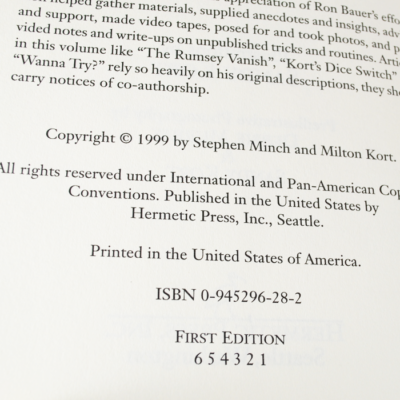 appreciation of Ron Bauer's
helped gather materials, supplied anecdotes and insights,
and support, made video tapes, posed for and took photos, and
vided notes and write-ups on unpublished tricks and routines.
in this volume like "The Rumsey Vanish", "Kort's Dice Switch"
"Wanna Try?" rely so heavily on his original descriptions, they
carry notices of co-authorship.
Copyright © 1999 by Stephen Minch and Milton Kort.
All rights reserved under International and Pan-American
Conventions. Published in the United States by
Hermetic Press, Inc., Seattle.
Printed in the United States of America.
ISBN 0-945296-28-2
FIRST EDITION
6 5 4 3 2 1